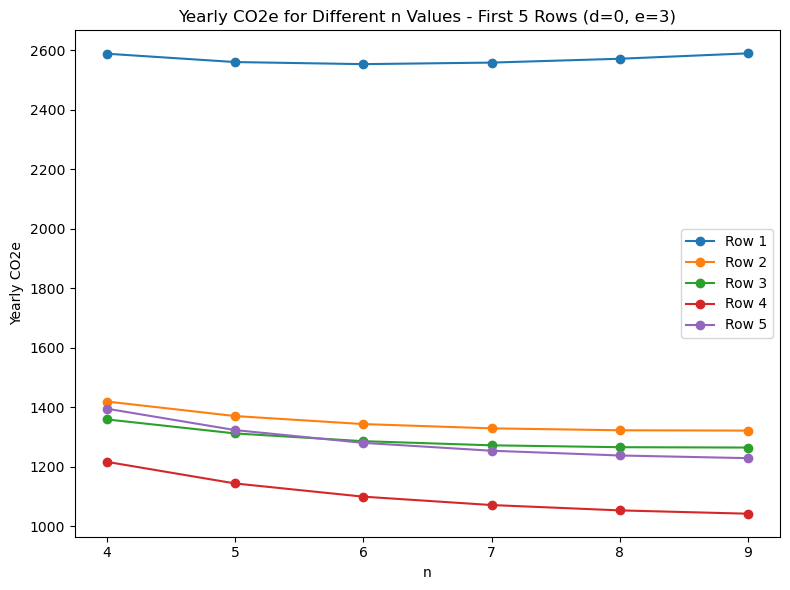 Yearly CO2e for Different n Values - First 5 Rows (d=0, e=3)
2600
2400
2200
2000
1800
1600
1400
1200
1000
Yearly CO2e
Row 1
Row 2
Row 3
Row 4
Row 5
4 5 6 7 8 9
n